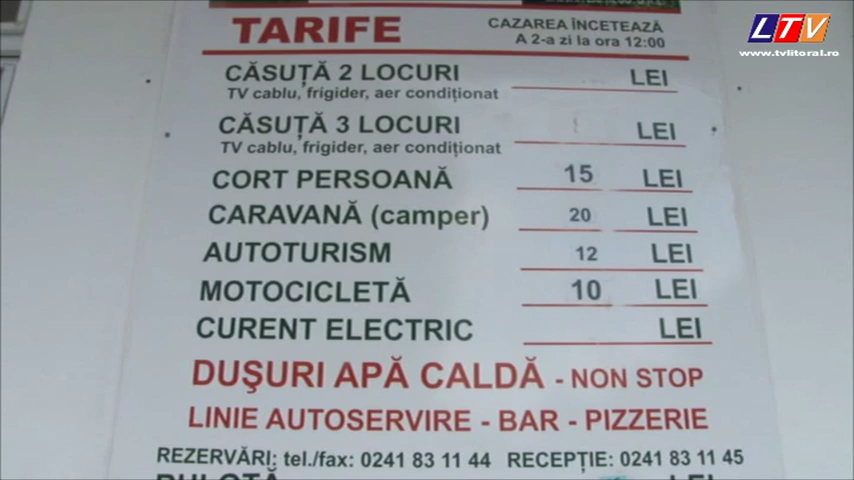 LTV
www.tvlitoral.ro
TARIFE
CAZAREA ÎNCETEAZĂ
A 2-a zi la ora 12:00
CĂSUȚĂ 2 LOCURI LEI
TV cablu, frigider, aer condiționat
CĂSUȚĂ 3 LOCURI LEI
TV cablu, frigider, aer condiționat
CORT PERSOANĂ 15 LEI
CARAVANĂ (camper) 20 LEI
AUTOTURISM 12 LEI
MOTOCICLETĂ 10 LEI
CURENT ELECTRIC LEI
DUŞURI APĂ CALDĂ - NON STOP
LINIE AUTOSERVIRE - BAR - PIZZERIE
REZERVĂRI: tel./fax: 0241 83 11 44 RECEPȚIE: 0241 83 11 45
LEI